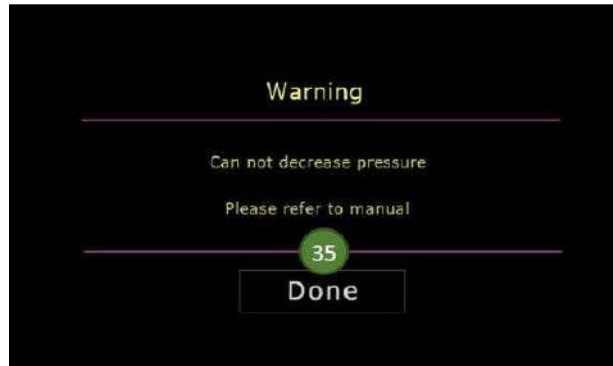 Warning
Can not decrease pressure
Please refer to manual
35
Done